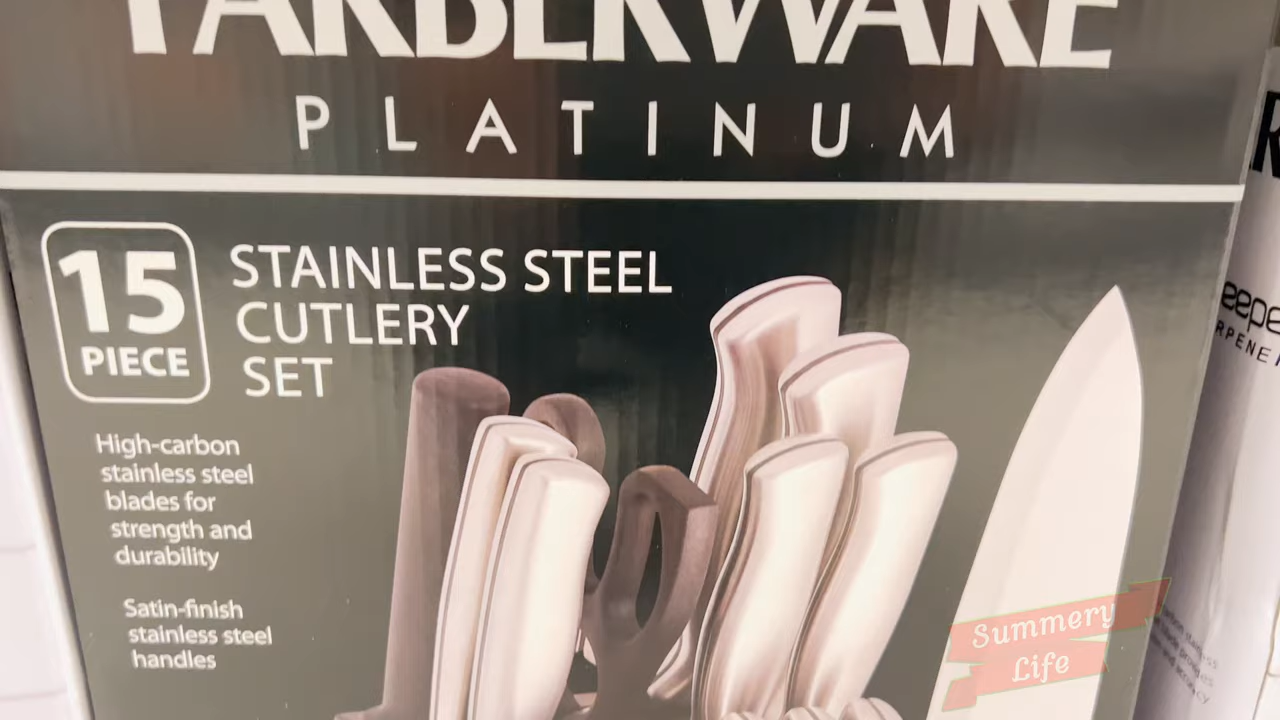 FARBERWARE
PLATINUM
15
PIECE
STAINLESS STEEL
CUTLERY
SET
High-carbon
stainless steel
blades for
strength and
durability
Satin-finish
stainless steel
handles
Summery
Life